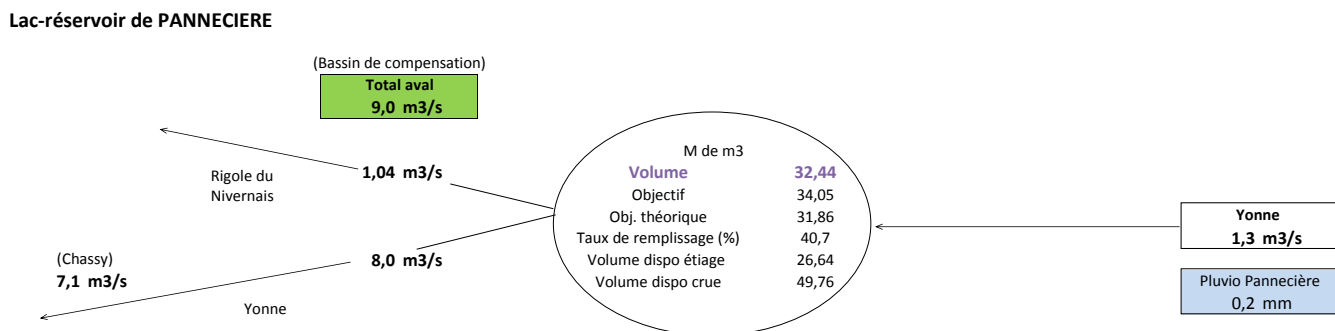 Lac-réservoir de PANNECIERE
(Bassin de compensation)
Total aval
9,0 m3/s
1,04 m3/s
Rigole du
Nivernais
M de m3
Volume 32,44
Objectif 34,05
Obj. théorique 31,86
Taux de remplissage (%) 40,7
Volume dispo étiage 26,64
Volume dispo crue 49,76
Yonne
1,3 m3/s
(Chassy)
7,1 m3/s
8,0 m3/s
Yonne
Pluvio Pannecière
0,2 mm